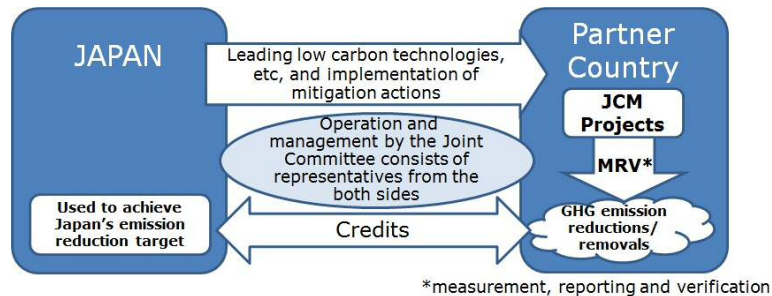 JAPAN
Leading low carbon technologies,
etc, and implementation of
mitigation actions
Partner
Country
JCM
Projects
Operation and
management by the Joint
Committee consists of
representatives from the
both sides
MRV*
Used to achieve
Japan's emission
reduction target
Credits
GHG emission
reductions/
removals
*measurement, reporting and verification